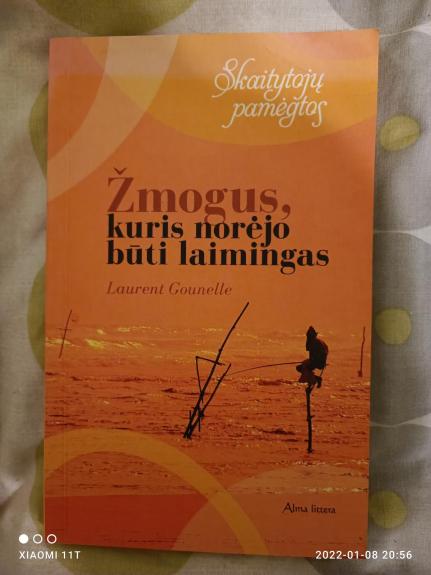 Skaitytojų
pamėgtos
Žmogus,
kuris norėjo
būti laimingas
Laurent Gounelle
Alma littera
XIAOMI 11T
2022-01-08 20:56